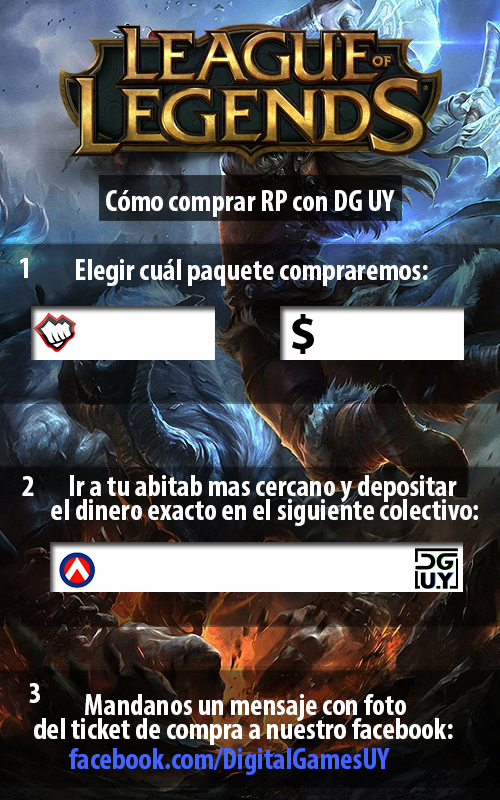 LEAGUE OF
LEGENDS
Cómo comprar RP con DG UY
1 Elegir cuál paquete compraremos:
$
2 Ir a tu abitab mas cercano y depositar
el dinero exacto en el siguiente colectivo:
DG
U.Y.
3 Mandanos un mensaje con foto
del ticket de compra a nuestro facebook:
facebook.com/DigitalGamesUY